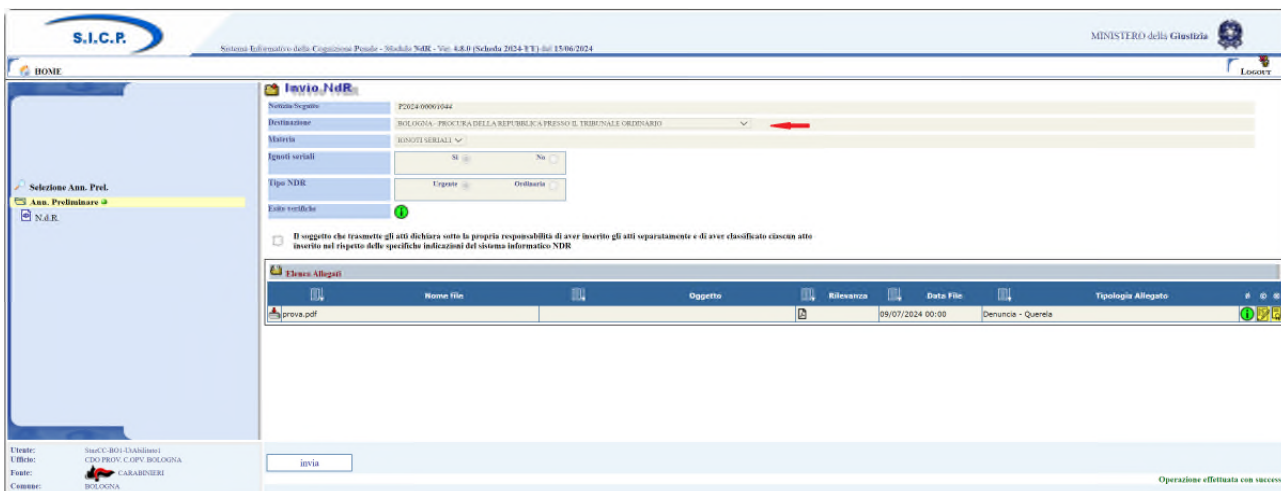 S.I.C.P.
Sistema Informativo della Cognizione Penale - Modulo NdR - Ver. 4.8.0 (Scheda 2024-EY) dal 15/06/2024
MINISTERO della Giustizia
HOME
LOGOUT
Invio NdR
Notizia/Seguito
P2024/00001044
Destinazione
BOLOGNA - PROCURA DELLA REPUBBLICA PRESSO IL TRIBUNALE ORDINARIO
Materia
IGNOTI SERIALI
Ignoti seriali
Si No
Tipo NDR
Urgente Ordinaria
Esito verifiche
Selezione Ann. Prel.
Ann. Preliminare
N.d.R.
Il soggetto che trasmette gli atti dichiara sotto la propria responsabilità di aver inserito gli atti separatamente e di aver classificato ciascun atto
inserito nel rispetto delle specifiche indicazioni del sistema informatico NDR
Elenco Allegati
Nome file Oggetto Rilevanza Data File Tipologia Allegato
prova.pdf 09/07/2024 00:00 Denuncia - Querela
Utente:
Ufficio: CDO PROV. C.OPV. BOLOGNA
Fonte: CARABINIERI
Comune: BOLOGNA
invia
Operazione effettuata con success